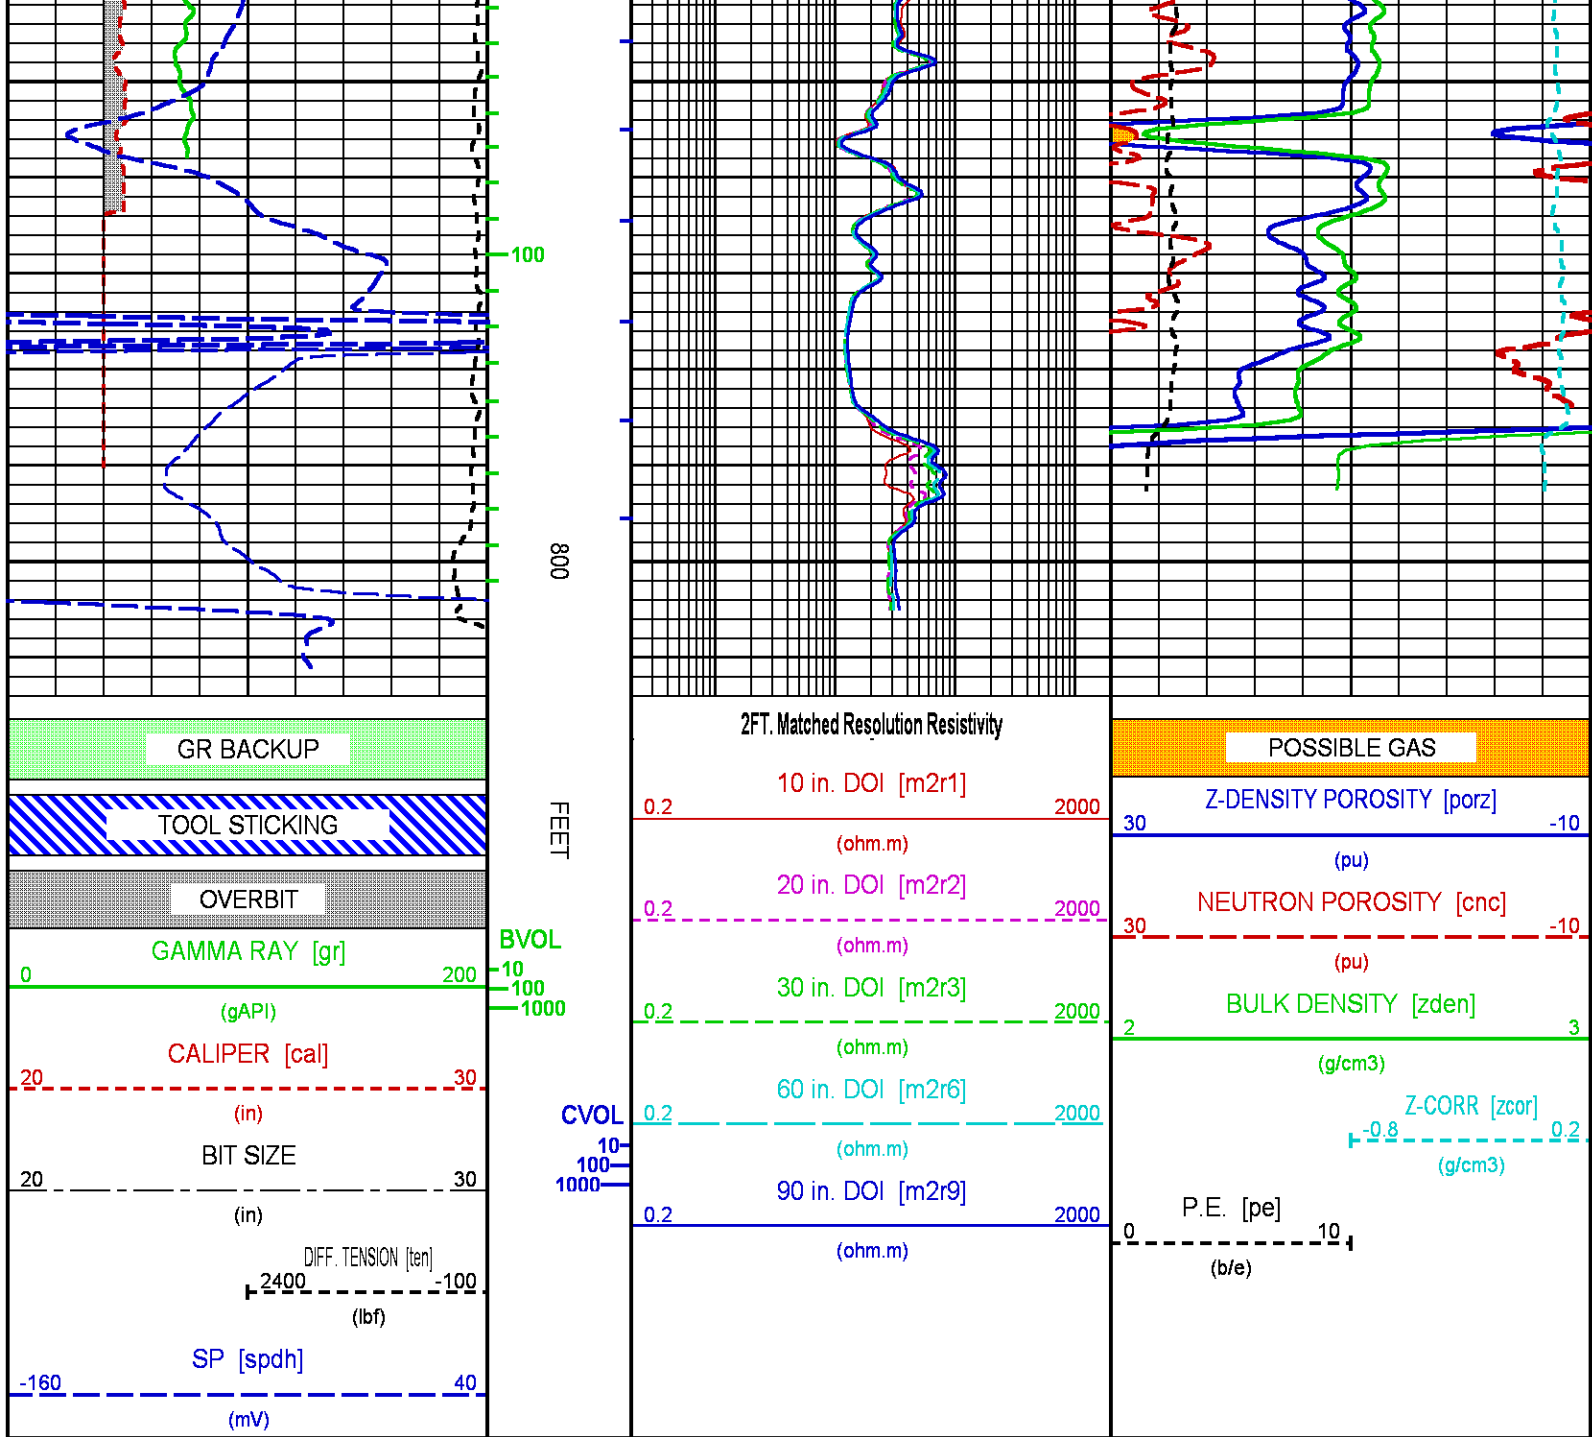 100
800
FEET
GR BACKUP
TOOL STICKING
OVERBIT
GAMMA RAY [gr]
0 200
(gAPI)
CALIPER [cal]
20 30
(in)
BIT SIZE
20 30
(in)
DIFF. TENSION [ten]
2400 -100
(lbf)
SP [spdh]
-160 40
(mV)
BVOL
10
100
1000
CVOL
10
100
1000
2FT. Matched Resolution Resistivity
10 in. DOI [m2r1]
0.2 2000
(ohm.m)
20 in. DOI [m2r2]
0.2 2000
(ohm.m)
30 in. DOI [m2r3]
0.2 2000
(ohm.m)
60 in. DOI [m2r6]
0.2 2000
(ohm.m)
90 in. DOI [m2r9]
0.2 2000
(ohm.m)
POSSIBLE GAS
Z-DENSITY POROSITY [porz]
30 -10
(pu)
NEUTRON POROSITY [cnc]
30 -10
(pu)
BULK DENSITY [zden]
2 3
(g/cm3)
Z-CORR [zcor]
-0.8 0.2
(g/cm3)
P.E. [pe]
0 10
(b/e)